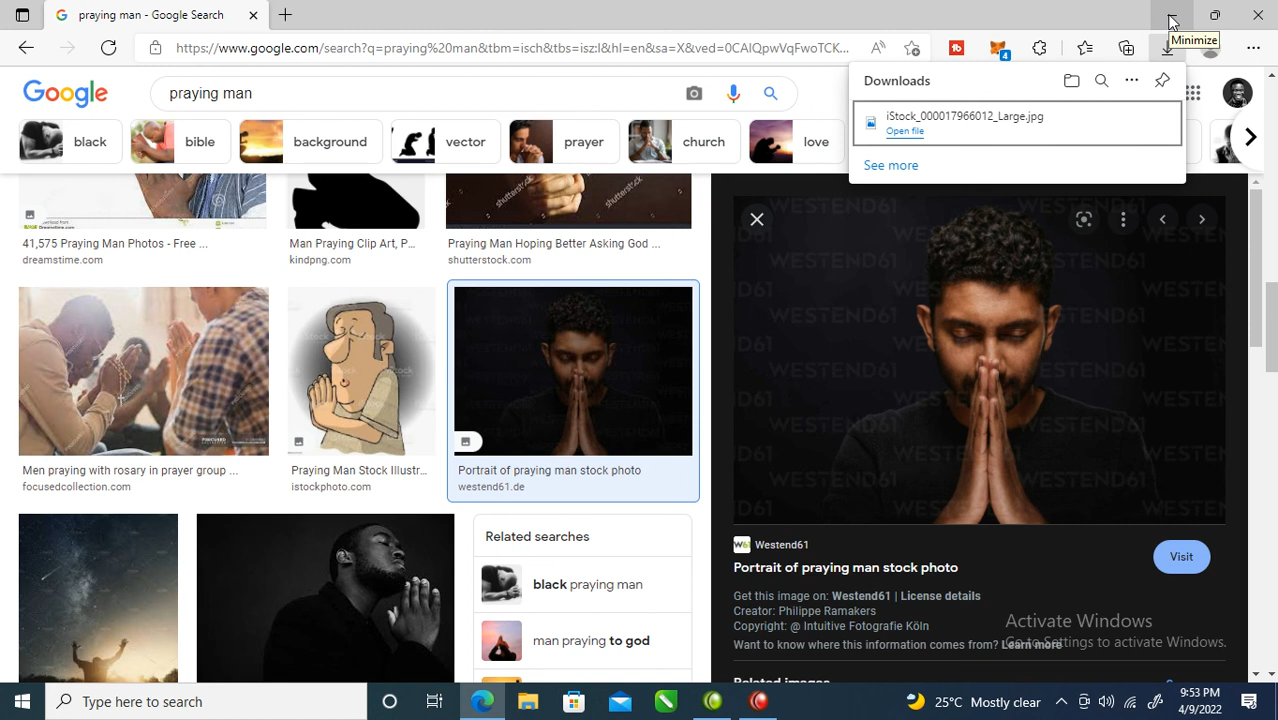 praying man - Google Search
Minimize
https://www.google.com/search?q=praying%20man&tbm=isch&tbs=isz:l&hl=en&sa=X&ved=0CAIQpwVqFwoTCK...
4
Google
praying man
Downloads
iStock_000017966012_Large.jpg
Open file
See more
black
bible
background
vector
prayer
church
love
41,575 Praying Man Photos - Free ...
dreamstime.com
Man Praying Clip Art, P...
kindpng.com
Praying Man Hoping Better Asking God ...
shutterstock.com
Men praying with rosary in prayer group ...
focusedcollection.com
Praying Man Stock Illustr...
istockphoto.com
Portrait of praying man stock photo
westend61.de
WESTEND61
Related searches
black praying man
man praying to god
Westend61
Portrait of praying man stock photo
Visit
Get this image on: Westend61 | License details
Creator: Philippe Ramakers
Copyright: @ Intuitive Fotografie Köln
Want to know where this information comes from? Learn more
Activate Windows
Go to Settings to activate Windows.
Related images
Type here to search
25°C Mostly clear
9:53 PM
4/9/2022